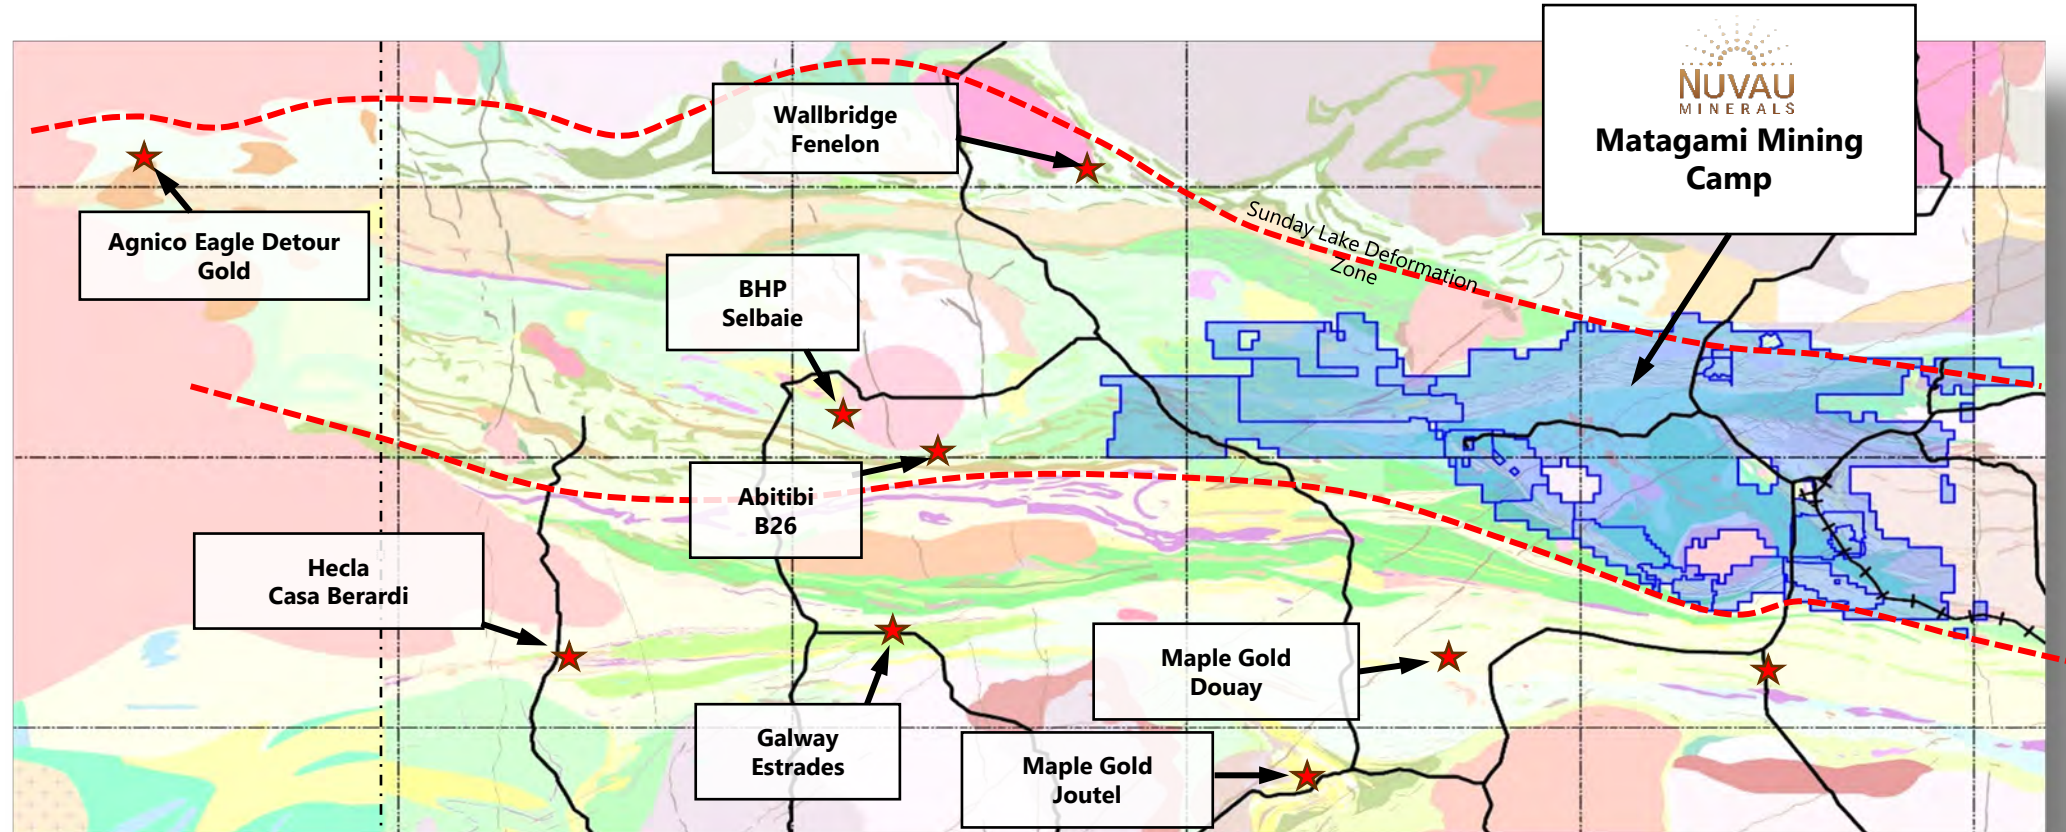 NUVAU
MINERALS
Matagami Mining
Camp
Wallbridge
Fenelon
Sunday Lake Deformation
Zone
Agnico Eagle Detour
Gold
BHP
Selbaie
Abitibi
B26
Hecla
Casa Berardi
Maple Gold
Douay
Galway
Estrades
Maple Gold
Joutel